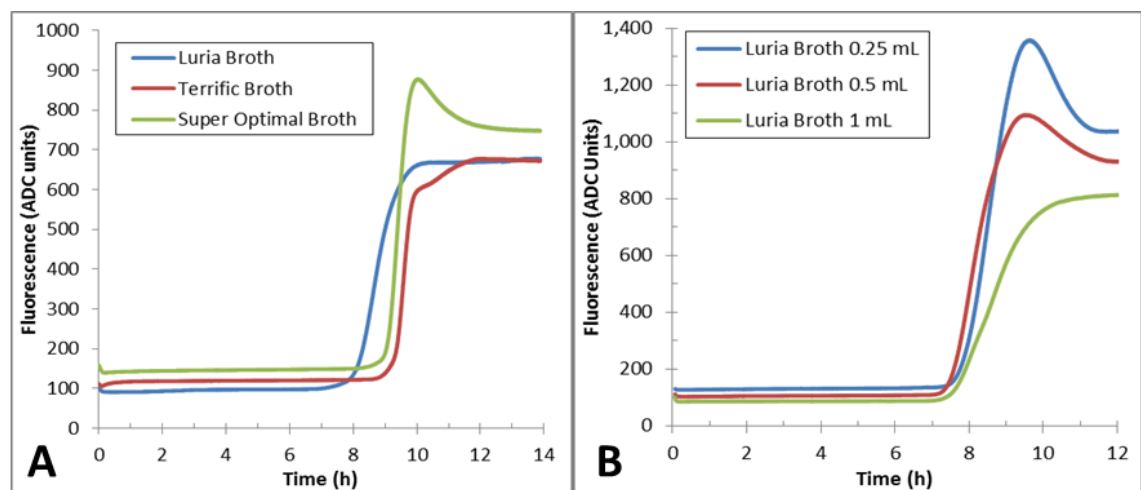 1000
900
800
700
600
500
400
300
200
100
0
Fluorescence (ADC units)
Luria Broth
Terrific Broth
Super Optimal Broth
0 2 4 6 8 10 12 14
Time (h)
A
1,400
1,200
1,000
800
600
400
200
0
Fluorescence (ADC Units)
Luria Broth 0.25 mL
Luria Broth 0.5 mL
Luria Broth 1 mL
0 2 4 6 8 10 12
Time (h)
B